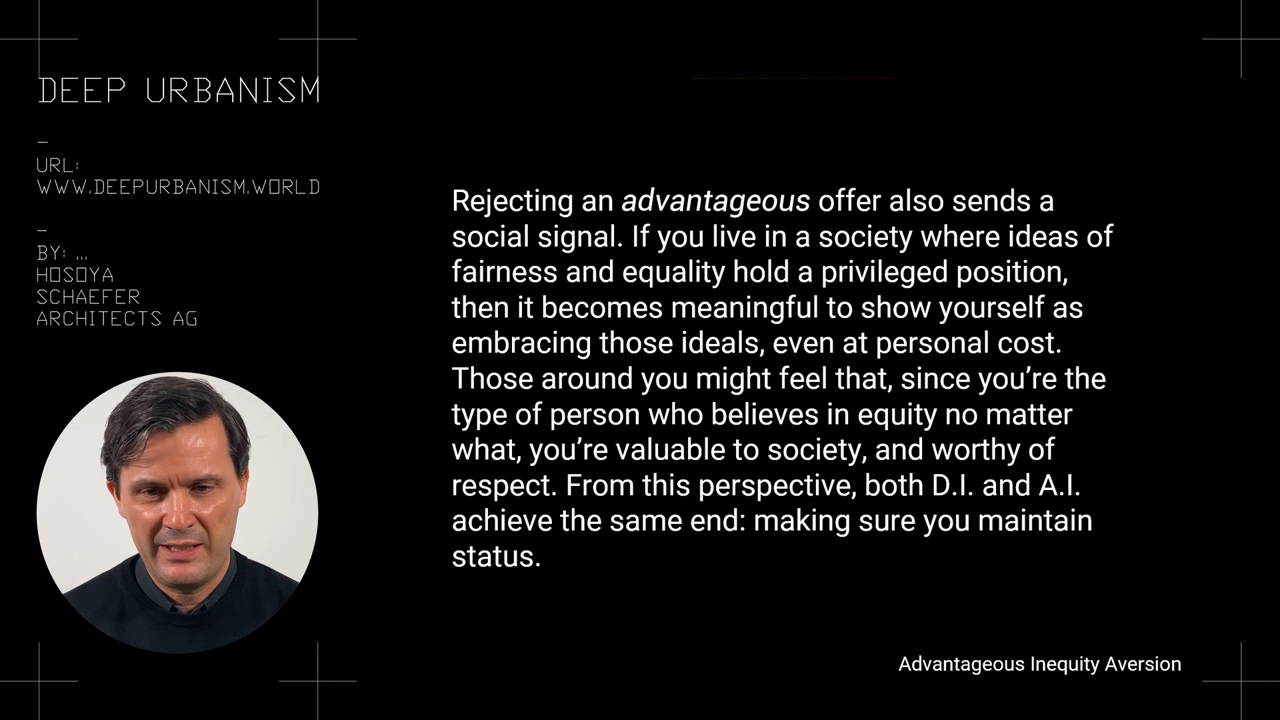 DEEP URBANISM
–
URL:
WWW.DEEPURBANISM.WORLD
–
BY: ...
HOSOYA
SCHAEFER
ARCHITECTS AG
Rejecting an advantageous offer also sends a
social signal. If you live in a society where ideas of
fairness and equality hold a privileged position,
then it becomes meaningful to show yourself as
embracing those ideals, even at personal cost.
Those around you might feel that, since you’re the
type of person who believes in equity no matter
what, you’re valuable to society, and worthy of
respect. From this perspective, both D.I. and A.I.
achieve the same end: making sure you maintain
status.
Advantageous Inequity Aversion